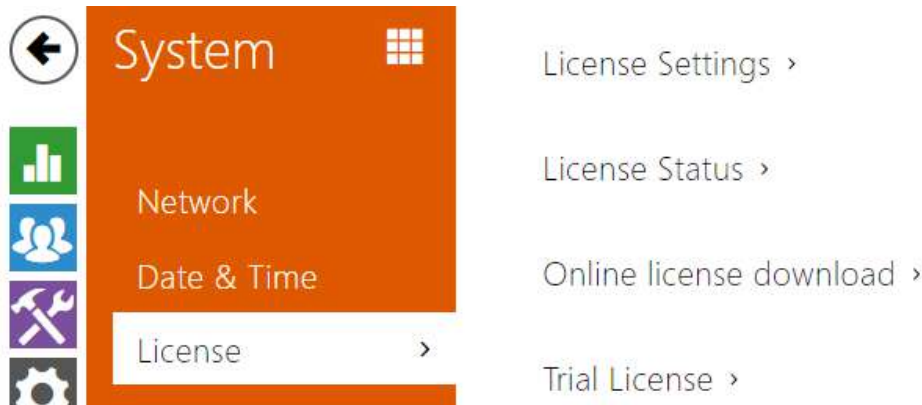 System
Network
Date & Time
License
License Settings
License Status
Online license download
Trial License